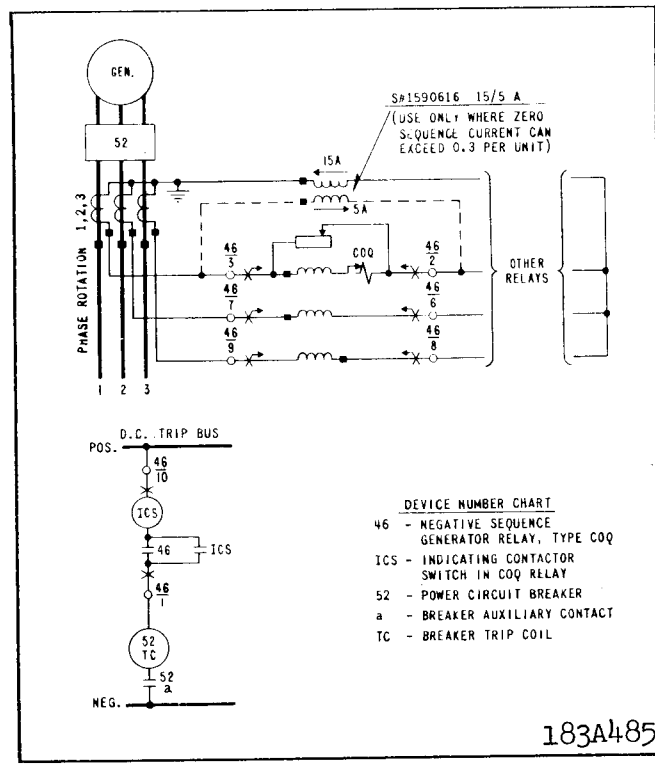 GEN.
52
S#1590616 15/5 A
(USE ONLY WHERE ZERO
SEQUENCE CURRENT CAN
EXCEED 0.3 PER UNIT)
15A
5A
PHASE ROTATION 1,2,3
46
3
COQ
46
2
46
7
46
6
46
9
46
8
OTHER
RELAYS
1 2 3
D.C. TRIP BUS
POS.
46
10
ICS
46
ICS
46
1
52
TC
52
a
NEG.
DEVICE NUMBER CHART
46 - NEGATIVE SEQUENCE
GENERATOR RELAY, TYPE COQ
ICS - INDICATING CONTACTOR
SWITCH IN COQ RELAY
52 - POWER CIRCUIT BREAKER
a - BREAKER AUXILIARY CONTACT
TC - BREAKER TRIP COIL
183A485